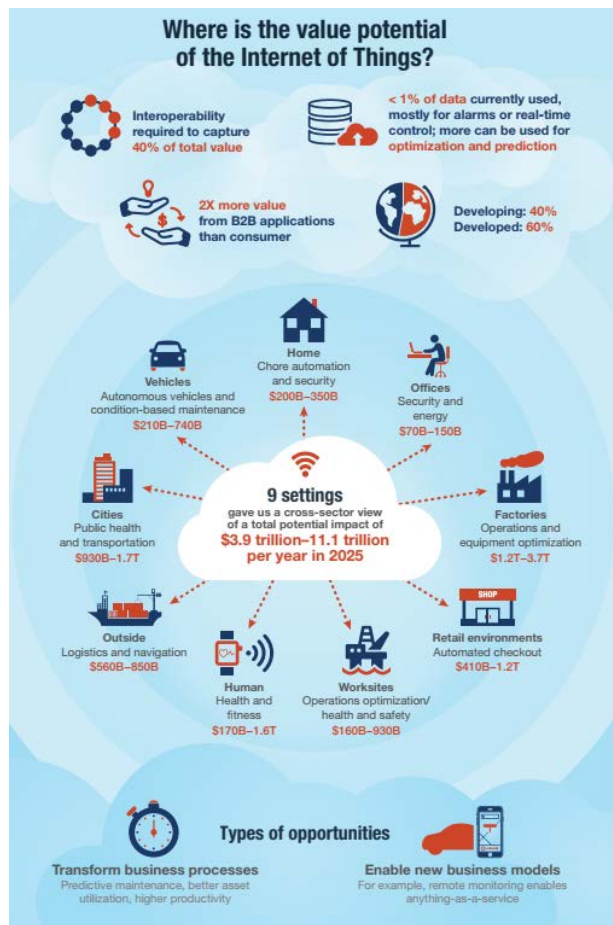 Where is the value potential
of the Internet of Things?
Interoperability
required to capture
40% of total value
< 1% of data currently used,
mostly for alarms or real-time
control; more can be used for
optimization and prediction
2X more value
from B2B applications
than consumer
$
Developing: 40%
Developed: 60%
Home
Chore automation
and security
$200B–350B
Vehicles
Autonomous vehicles and
condition-based maintenance
$210B–740B
Offices
Security and
energy
$70B–150B
9 settings
gave us a cross-sector view
of a total potential impact of
$3.9 trillion–11.1 trillion
per year in 2025
Cities
Public health
and transportation
$930B–1.7T
Factories
Operations and
equipment optimization
$1.2T–3.7T
Outside
Logistics and navigation
$560B–850B
SHOP
Retail environments
Automated checkout
$410B–1.2T
Human
Health and
fitness
$170B–1.6T
Worksites
Operations optimization/
health and safety
$160B–930B
Types of opportunities
Transform business processes
Predictive maintenance, better asset
utilization, higher productivity
Enable new business models
For example, remote monitoring enables
anything-as-a-service